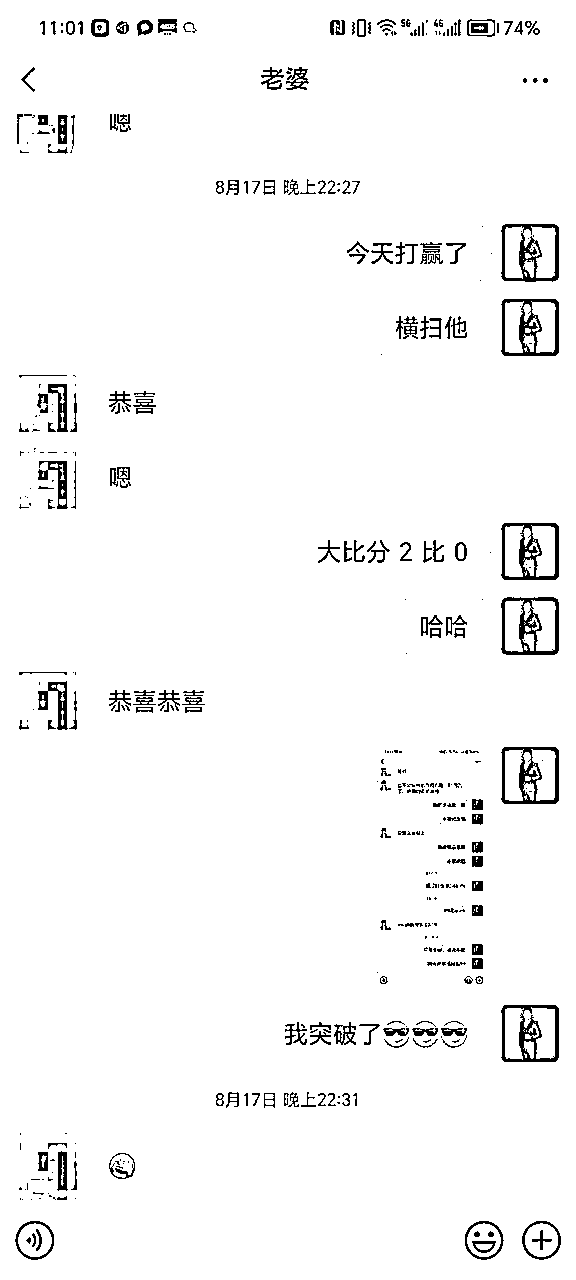 11:01
5G
4G
74%
老婆
嗯
8月17日 晚上22:27
今天打赢了
横扫他
恭喜
嗯
大比分 2 比 0
哈哈
恭喜恭喜
我突破了😎😎😎
8月17日 晚上22:31